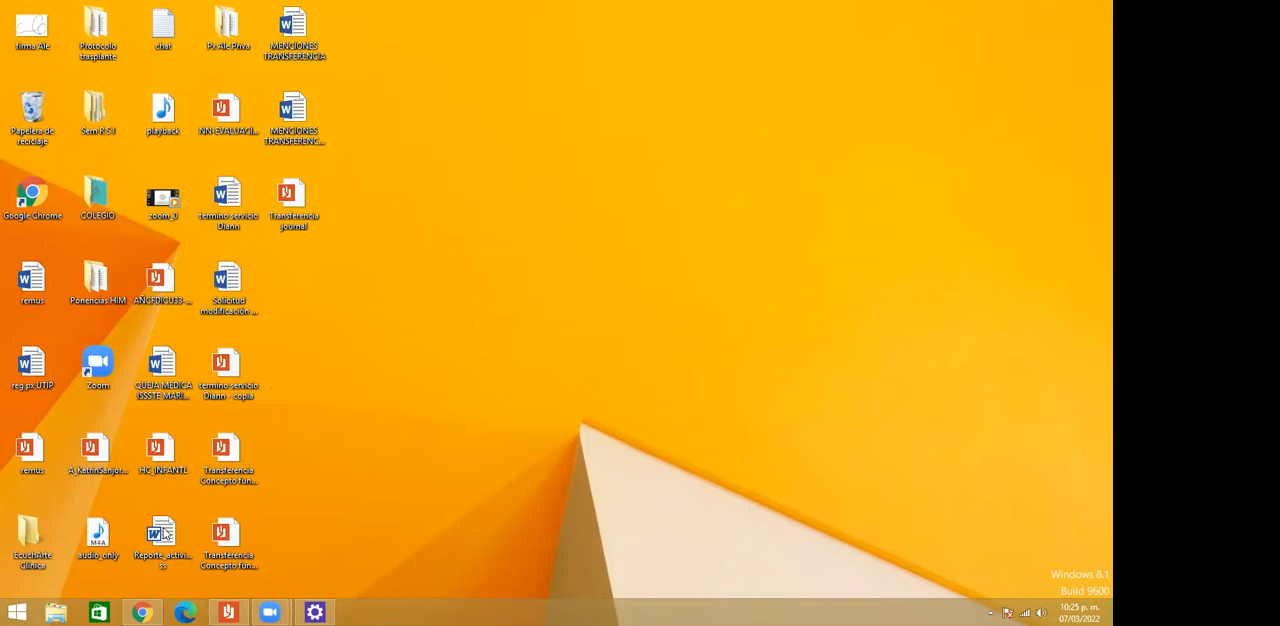 firma Ale
Protocolo
trasplante
chat
Px Ale Priva
MENCIONES
TRANSFERENCIA
Papelera de
reciclaje
Sem R S I
playback
NN-EVALUACI...
MENCIONES
TRANSFERENC...
Google Chrome
COLEGIO
zoom_0
termino servicio
Diann
Transferencia
journal
remus
Ponencias HIM
ANCFDICU33-...
Solicitud
modificación ...
reg px UTIP
Zoom
QUEJA MEDICA
ISSSTE MARI...
termino servicio
Diann - copia
remus
A_KatrinSanjor...
HC_INFANTIL
Transferencia
Concepto fun...
EcuchArte
Clínica
M4A
audio_only
Reporte_activi...
ss
Transferencia
Concepto fun...
Windows 8.1
Build 9600
10:25 p. m.
07/03/2022